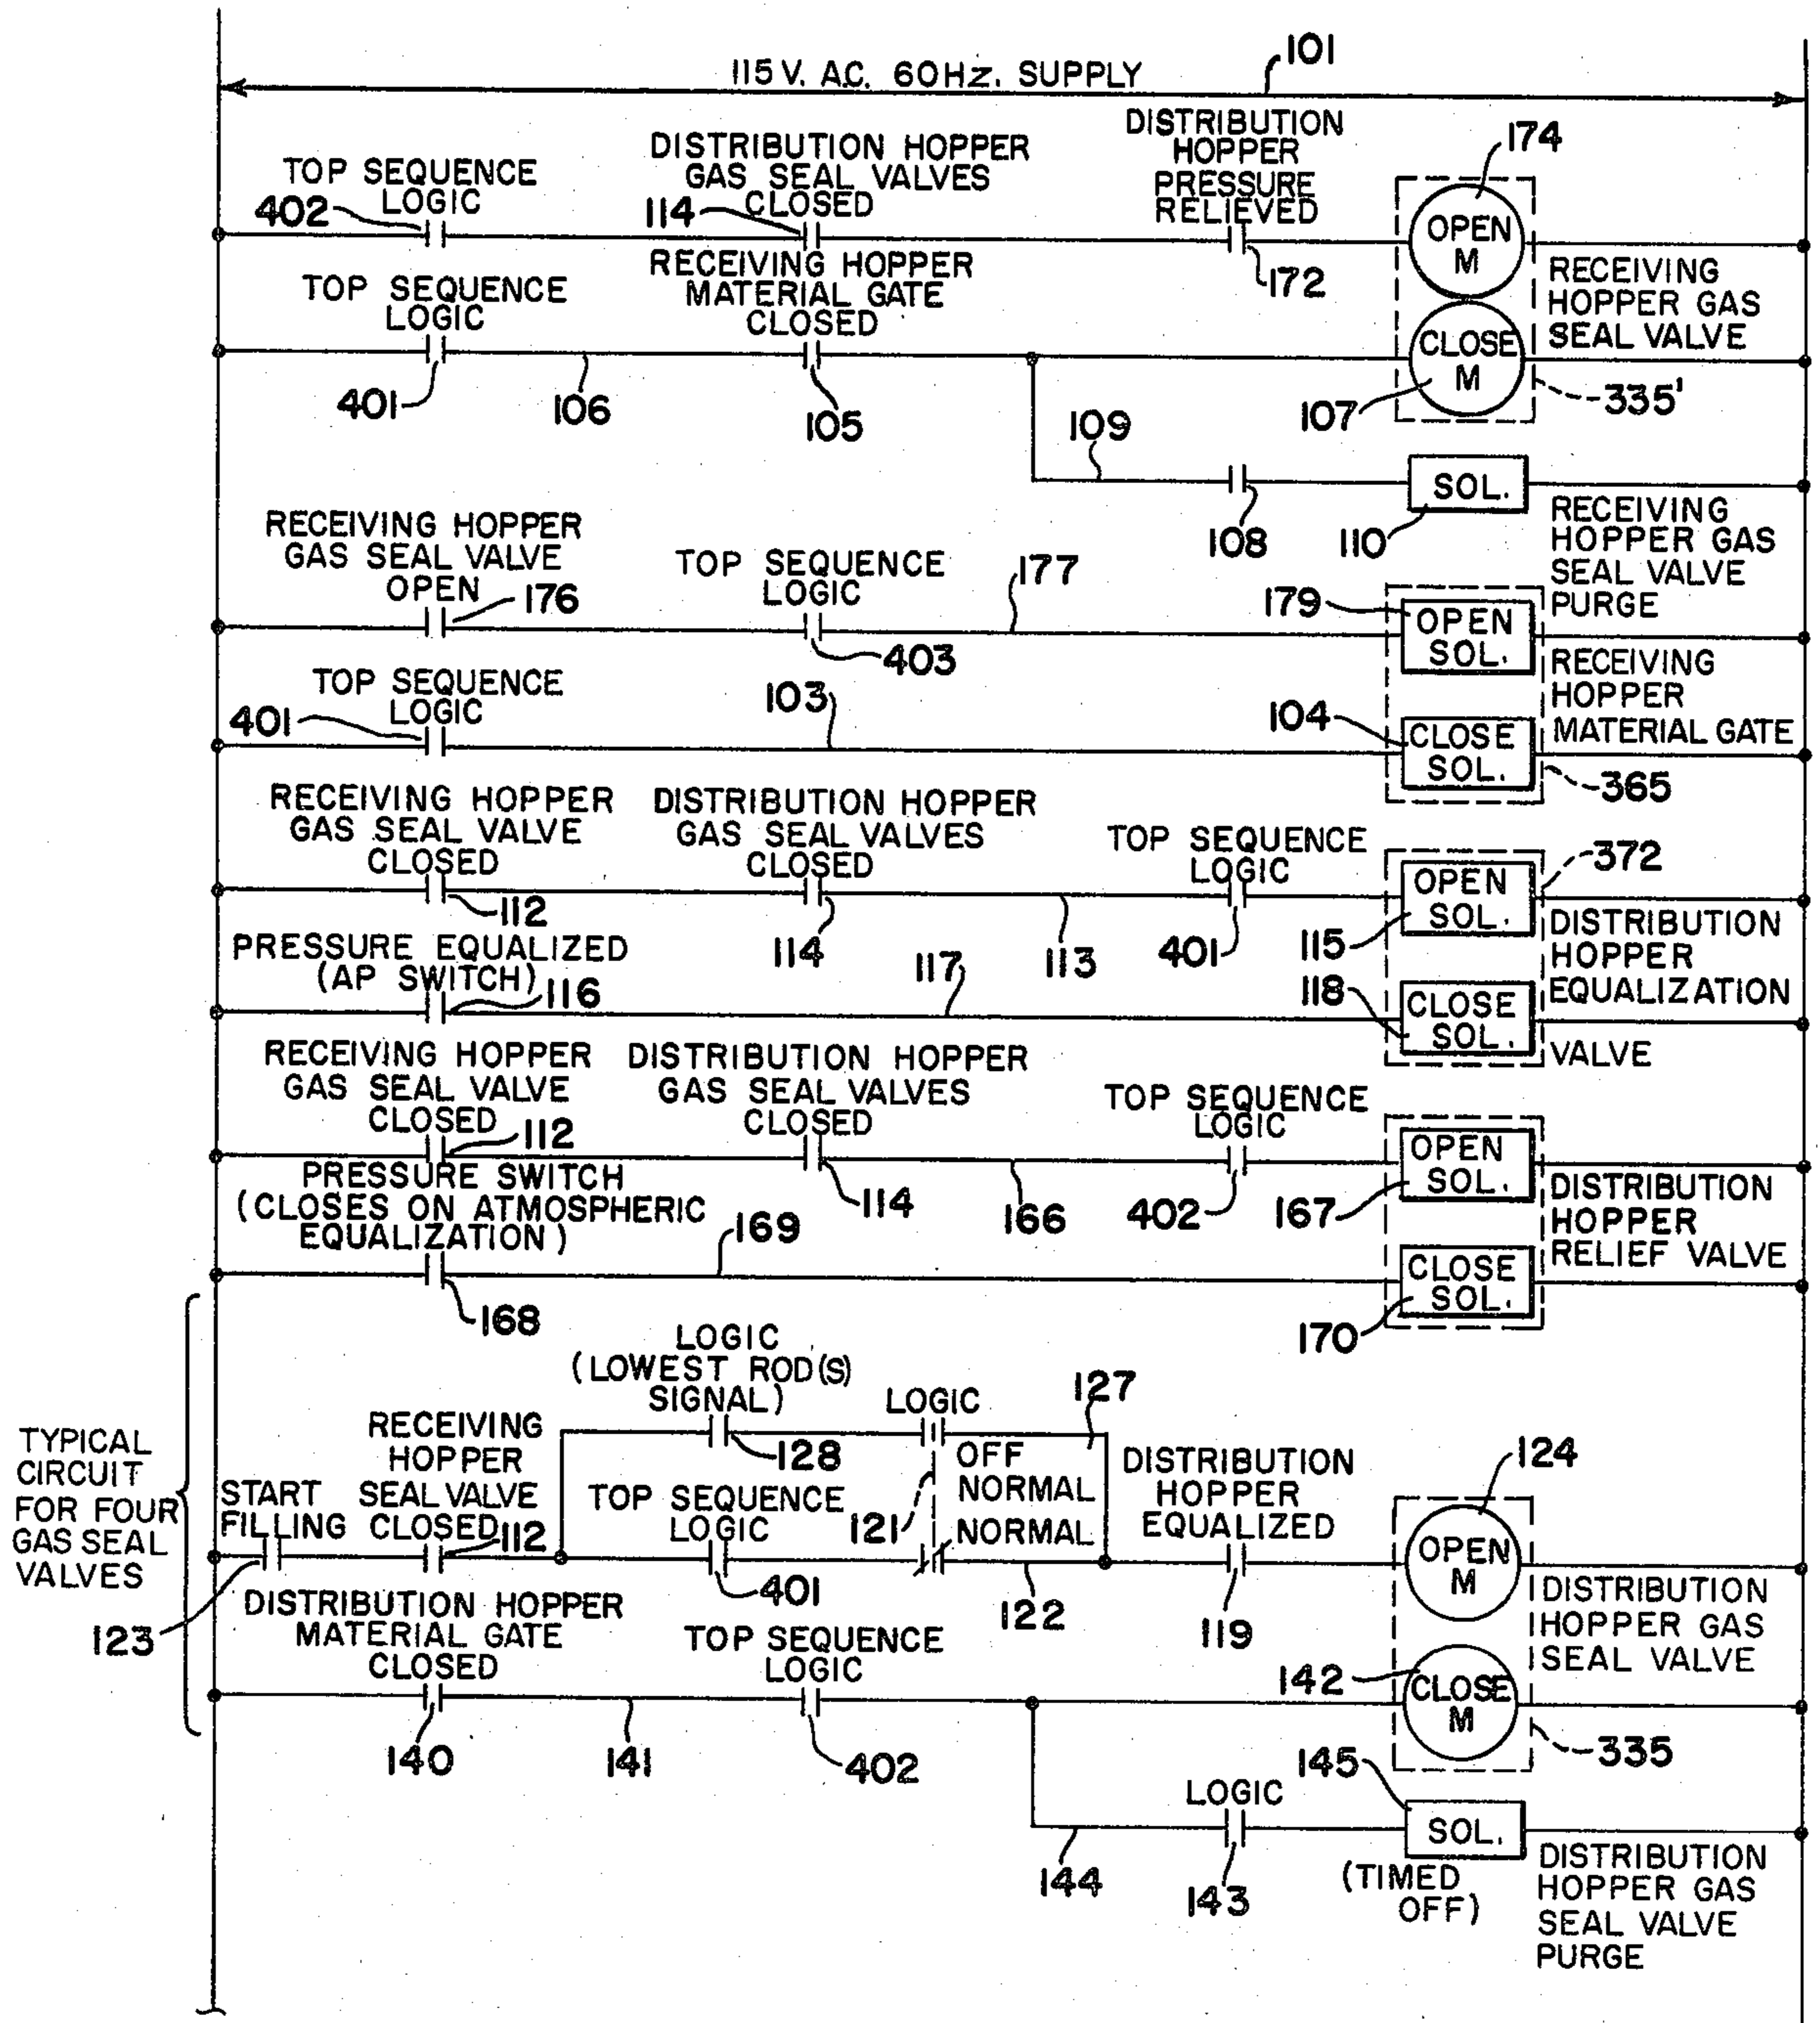 101
115 V. A.C. 60Hz. SUPPLY
DISTRIBUTION
HOPPER
PRESSURE
RELIEVED
174
TOP SEQUENCE
LOGIC
402
DISTRIBUTION HOPPER
GAS SEAL VALVES
CLOSED
114
172
OPEN
M
RECEIVING
HOPPER GAS
SEAL VALVE
TOP SEQUENCE
LOGIC
401
106
RECEIVING HOPPER
MATERIAL GATE
CLOSED
105
CLOSE
M
107
335'
109
108
SOL.
110
RECEIVING
HOPPER GAS
SEAL VALVE
PURGE
RECEIVING HOPPER
GAS SEAL VALVE
OPEN
176
TOP SEQUENCE
LOGIC
403
177
179
OPEN
SOL.
RECEIVING
HOPPER
MATERIAL GATE
TOP SEQUENCE
LOGIC
401
103
104
CLOSE
SOL.
365
RECEIVING HOPPER
GAS SEAL VALVE
CLOSED
112
DISTRIBUTION HOPPER
GAS SEAL VALVES
CLOSED
114
113
TOP SEQUENCE
LOGIC
401
OPEN
SOL.
115
372
DISTRIBUTION
HOPPER
EQUALIZATION
VALVE
PRESSURE EQUALIZED
(AP SWITCH)
116
117
118
CLOSE
SOL.
RECEIVING HOPPER
GAS SEAL VALVE
CLOSED
112
DISTRIBUTION HOPPER
GAS SEAL VALVES
CLOSED
114
166
TOP SEQUENCE
LOGIC
402
OPEN
SOL.
167
DISTRIBUTION
HOPPER
RELIEF VALVE
PRESSURE SWITCH
(CLOSES ON ATMOSPHERIC
EQUALIZATION)
168
169
CLOSE
SOL.
170
TYPICAL
CIRCUIT
FOR FOUR
GAS SEAL
VALVES
START
FILLING
123
RECEIVING
HOPPER
SEAL VALVE
CLOSED
112
LOGIC
(LOWEST ROD(S)
SIGNAL)
128
LOGIC
OFF
NORMAL
127
TOP SEQUENCE
LOGIC
401
121
NORMAL
122
DISTRIBUTION
HOPPER
EQUALIZED
119
124
OPEN
M
DISTRIBUTION
HOPPER GAS
SEAL VALVE
DISTRIBUTION HOPPER
MATERIAL GATE
CLOSED
140
141
TOP SEQUENCE
LOGIC
402
142
CLOSE
M
335
144
LOGIC
143
145
SOL.
(TIMED
OFF)
DISTRIBUTION
HOPPER GAS
SEAL VALVE
PURGE